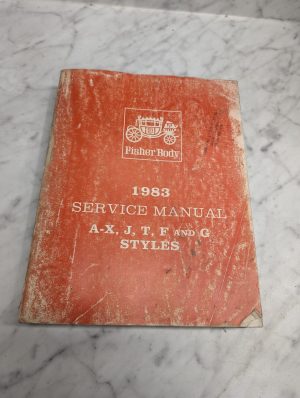 Fisher Body
1983
SERVICE MANUAL
A-X, J, T, F AND G
STYLES